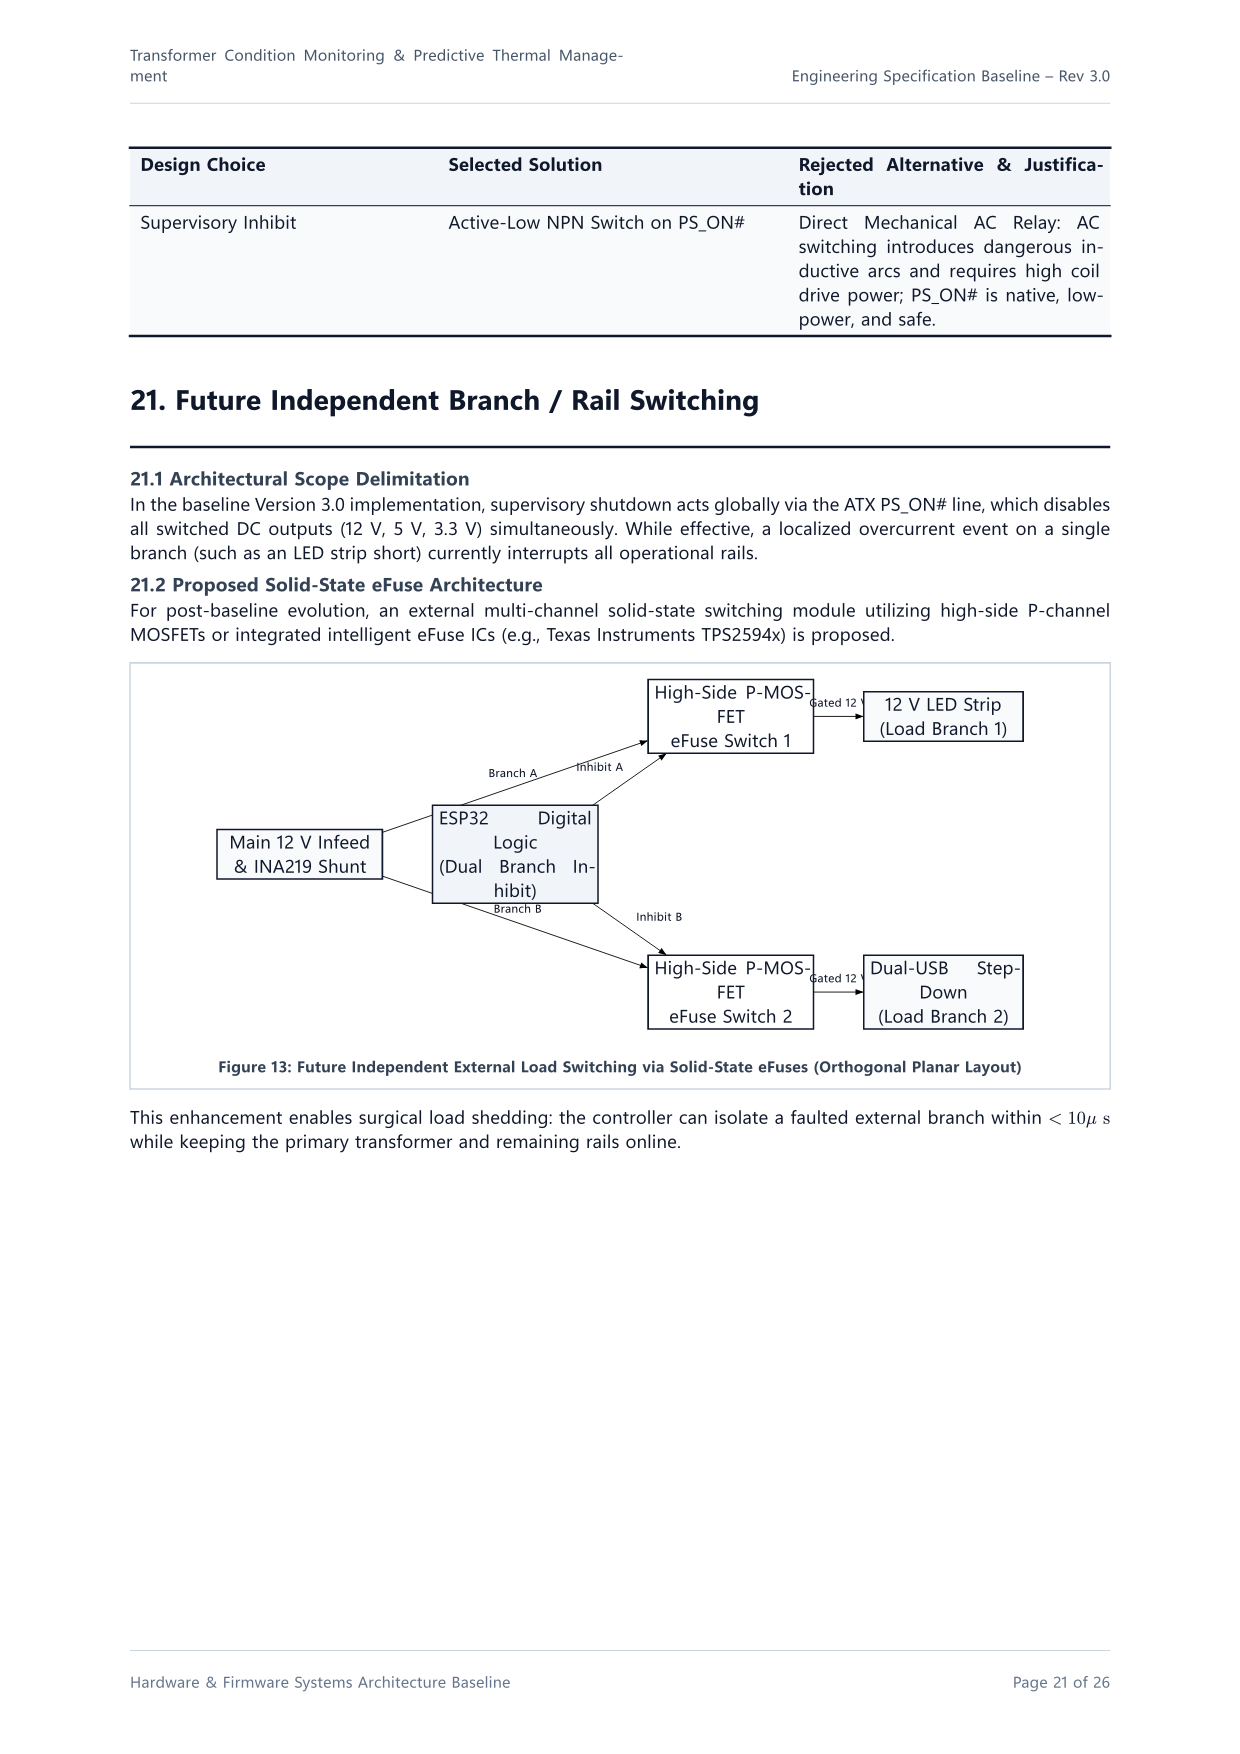 Transformer Condition Monitoring & Predictive Thermal Manage-
ment
Engineering Specification Baseline – Rev 3.0
Design Choice
Selected Solution
Rejected Alternative & Justifica-
tion
Supervisory Inhibit
Active-Low NPN Switch on PS_ON#
Direct Mechanical AC Relay: AC
switching introduces dangerous in-
ductive arcs and requires high coil
drive power; PS_ON# is native, low-
power, and safe.
21. Future Independent Branch / Rail Switching
21.1 Architectural Scope Delimitation
In the baseline Version 3.0 implementation, supervisory shutdown acts globally via the ATX PS_ON# line, which disables
all switched DC outputs (12 V, 5 V, 3.3 V) simultaneously. While effective, a localized overcurrent event on a single
branch (such as an LED strip short) currently interrupts all operational rails.
21.2 Proposed Solid-State eFuse Architecture
For post-baseline evolution, an external multi-channel solid-state switching module utilizing high-side P-channel
MOSFETs or integrated intelligent eFuse ICs (e.g., Texas Instruments TPS2594x) is proposed.
High-Side P-MOS-
FET
eFuse Switch 1
Gated 12 V
12 V LED Strip
(Load Branch 1)
Branch A
Inhibit A
Main 12 V Infeed
& INA219 Shunt
ESP32 Digital
Logic
(Dual Branch In-
hibit)
Branch B
Inhibit B
High-Side P-MOS-
FET
eFuse Switch 2
Gated 12 V
Dual-USB Step-
Down
(Load Branch 2)
Figure 13: Future Independent External Load Switching via Solid-State eFuses (Orthogonal Planar Layout)
This enhancement enables surgical load shedding: the controller can isolate a faulted external branch within < 10μ s
while keeping the primary transformer and remaining rails online.
Hardware & Firmware Systems Architecture Baseline
Page 21 of 26